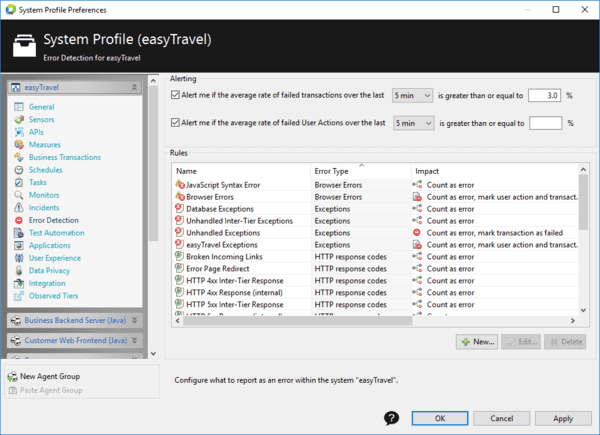 System Profile Preferences
System Profile (easyTravel)
Error Detection for easyTravel
easyTravel
General
Sensors
APIs
Measures
Business Transactions
Schedules
Tasks
Monitors
Incidents
Error Detection
Test Automation
Applications
User Experience
Data Privacy
Integration
Observed Tiers
Business Backend Server (Java)
Customer Web Frontend (Java)
New Agent Group
Paste Agent Group
Alerting
Alert me if the average rate of failed transactions over the last 5 min is greater than or equal to 3.0 %
Alert me if the average rate of failed User Actions over the last 5 min is greater than or equal to %
Rules
Name Error Type Impact
JavaScript Syntax Error Browser Errors Count as error
Browser Errors Browser Errors Count as error, mark user action and transact.
Database Exceptions Exceptions Count as error
Unhandled Inter-Tier Exceptions Exceptions Count as error
Unhandled Exceptions Exceptions Count as error, mark transaction as failed
easyTravel Exceptions Exceptions Count as error, mark user action and transact.
Broken Incoming Links HTTP response codes Count as error
Error Page Redirect HTTP response codes Count as error
HTTP 4xx Inter-Tier Response HTTP response codes Count as error
HTTP 4xx Response (internal) HTTP response codes Count as error
HTTP 5xx Inter-Tier Response HTTP response codes Count as error
New... Edit... Delete
Configure what to report as an error within the system "easyTravel".
OK Cancel Apply